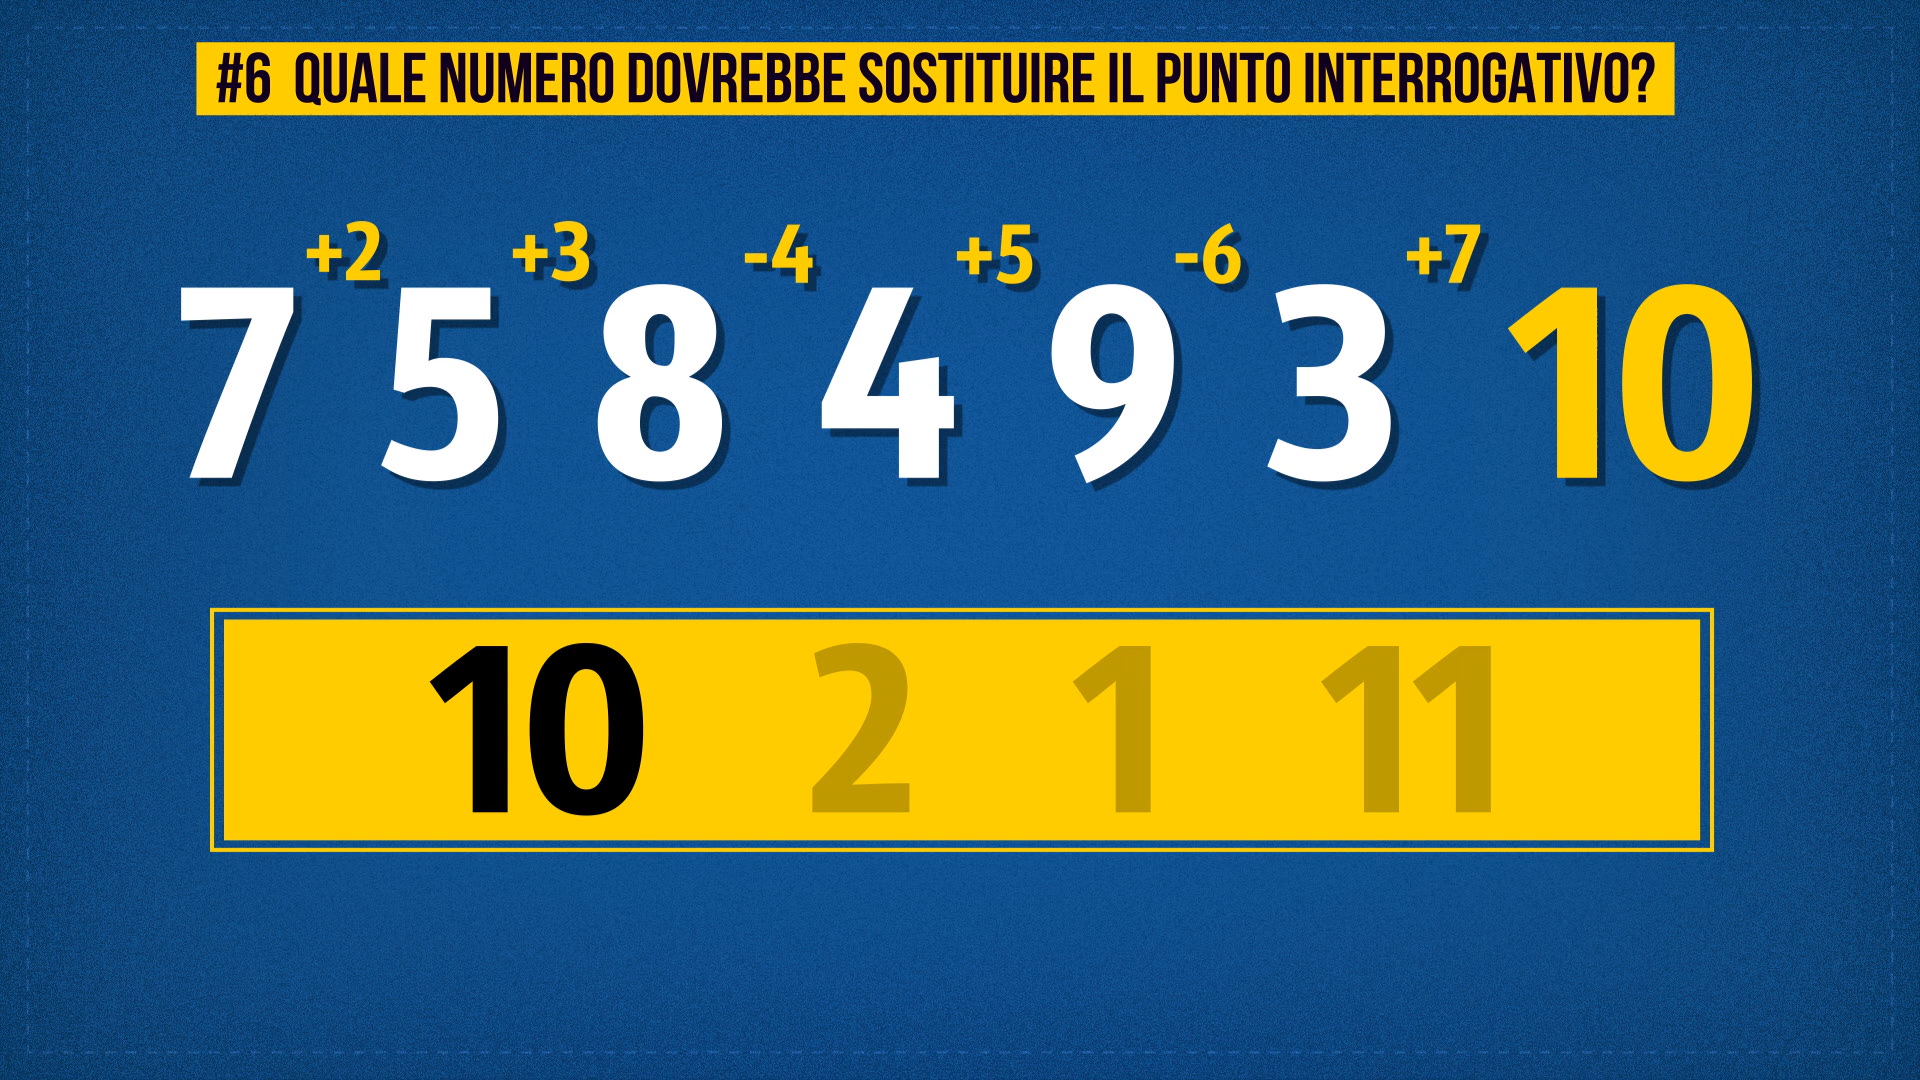 #6 QUALE NUMERO DOVREBBE SOSTITUIRE IL PUNTO INTERROGATIVO?
+2 +3 -4 +5 -6 +7
7 5 8 4 9 3 10
10 2 1 11